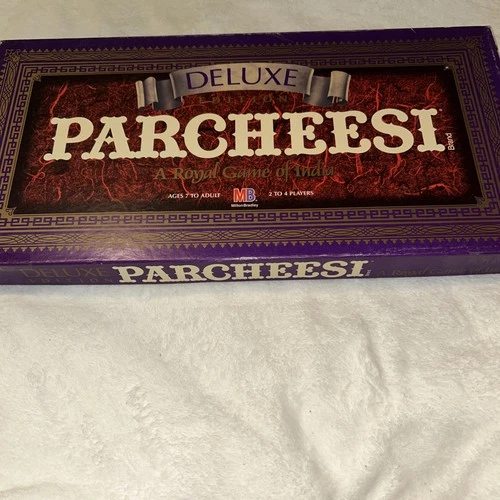 DELUXE
EDITION
PARCHEESI
Brand
A Royal Game of India
AGES 7 TO ADULT
MB
Milton Bradley
2 TO 4 PLAYERS
DELUXE
PARCHEESI